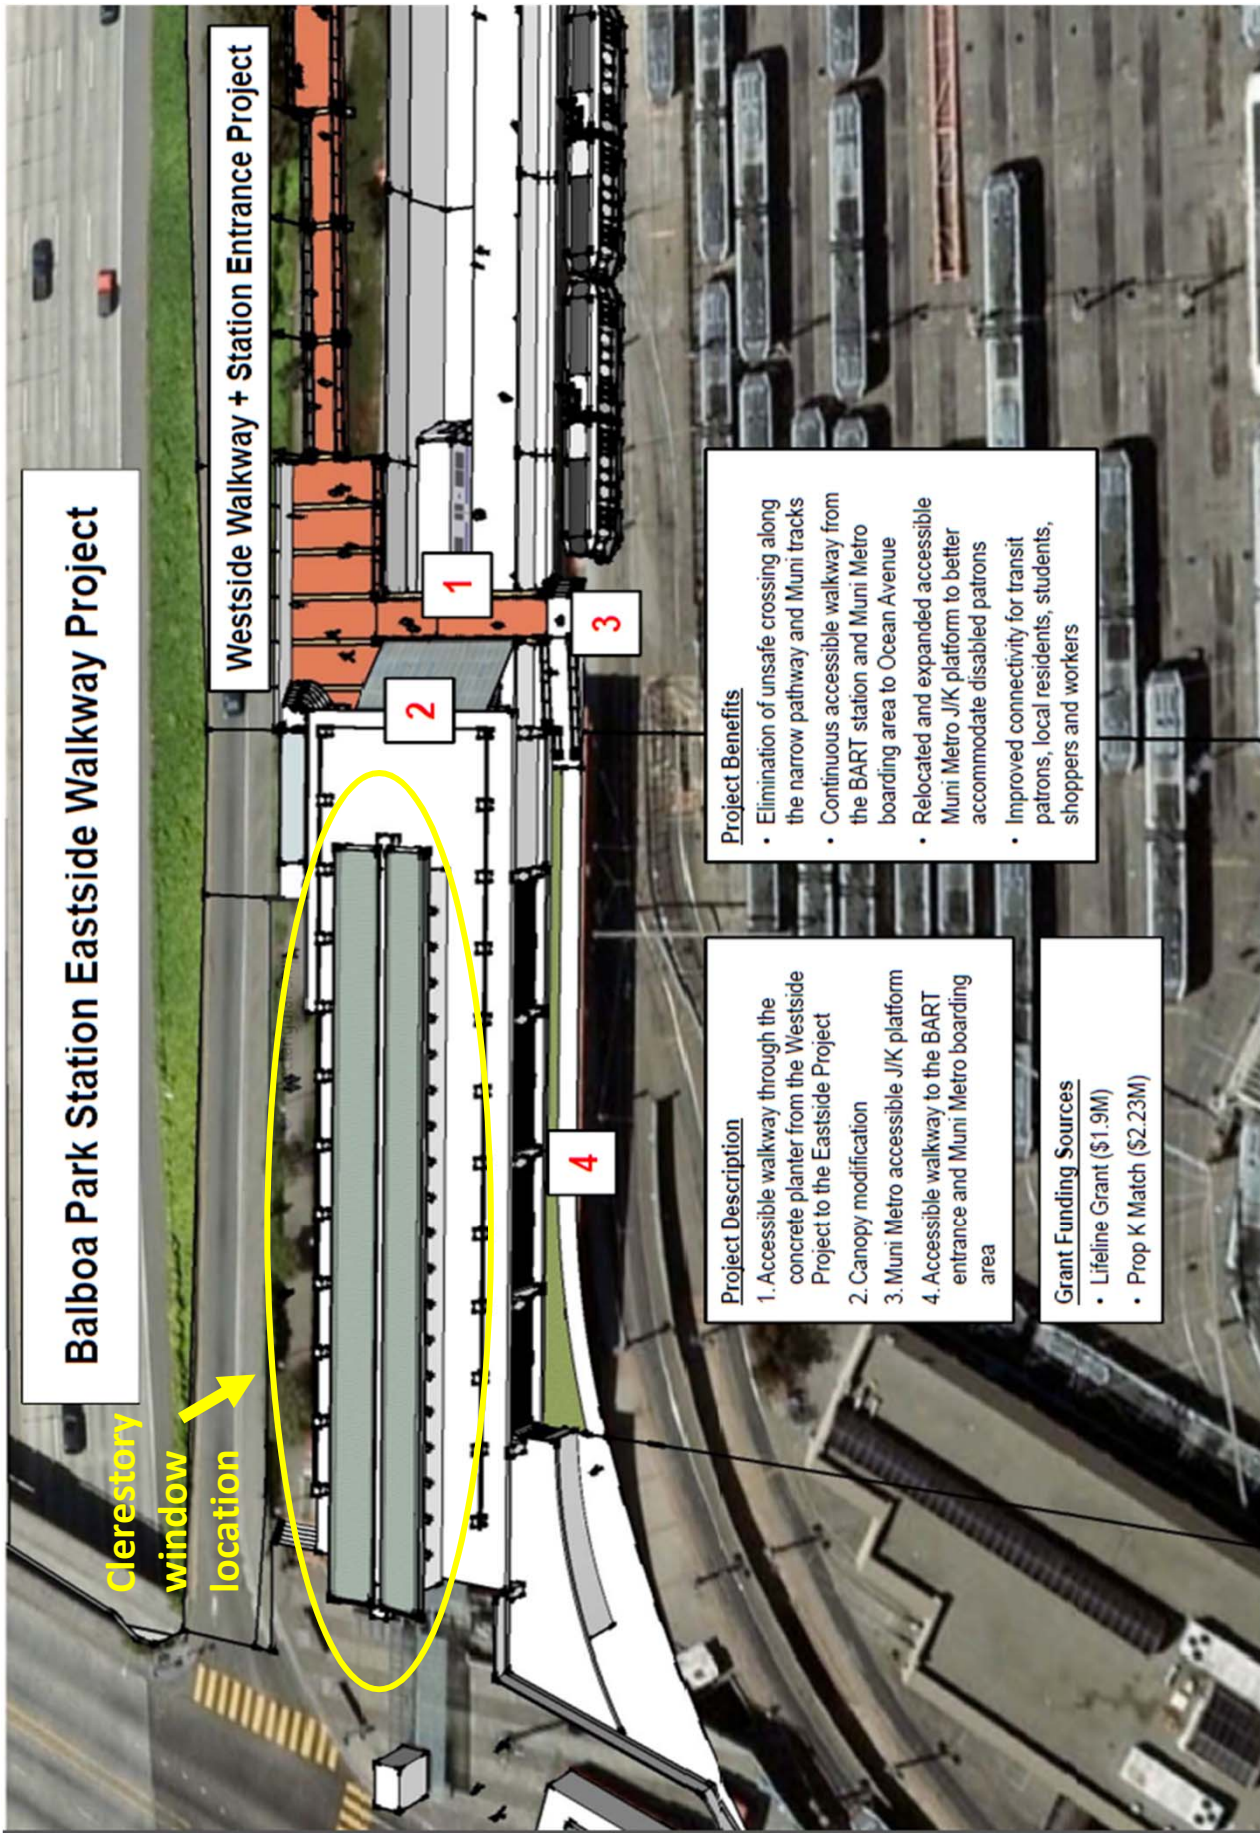 Balboa Park Station Eastside Walkway Project
Westside Walkway + Station Entrance Project
Clerestory
window
location
1
2
3
4
Project Description
1. Accessible walkway through the
concrete planter from the Westside
Project to the Eastside Project
2. Canopy modification
3. Muni Metro accessible J/K platform
4. Accessible walkway to the BART
entrance and Muni Metro boarding
area
Project Benefits
• Elimination of unsafe crossing along
the narrow pathway and Muni tracks
• Continuous accessible walkway from
the BART station and Muni Metro
boarding area to Ocean Avenue
• Relocated and expanded accessible
Muni Metro J/K platform to better
accommodate disabled patrons
• Improved connectivity for transit
patrons, local residents, students,
shoppers and workers
Grant Funding Sources
• Lifeline Grant ($1.9M)
• Prop K Match ($2.23M)